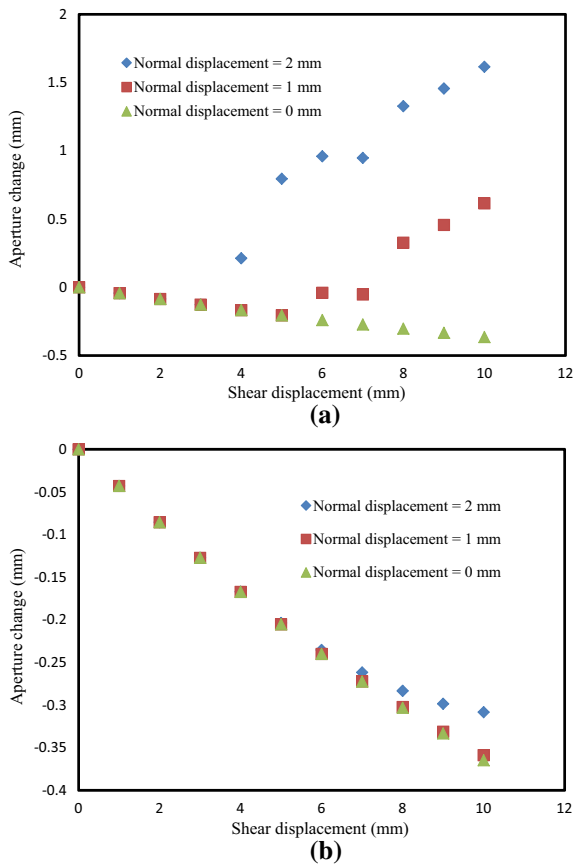 2
1.5
1
0.5
0
-0.5
Aperture change (mm)
Normal displacement = 2 mm
Normal displacement = 1 mm
Normal displacement = 0 mm
0 2 4 6 8 10 12
Shear displacement (mm)
(a)
0
-0.05
-0.1
-0.15
-0.2
-0.25
-0.3
-0.35
-0.4
Aperture change (mm)
Normal displacement = 2 mm
Normal displacement = 1 mm
Normal displacement = 0 mm
0 2 4 6 8 10 12
Shear displacement (mm)
(b)